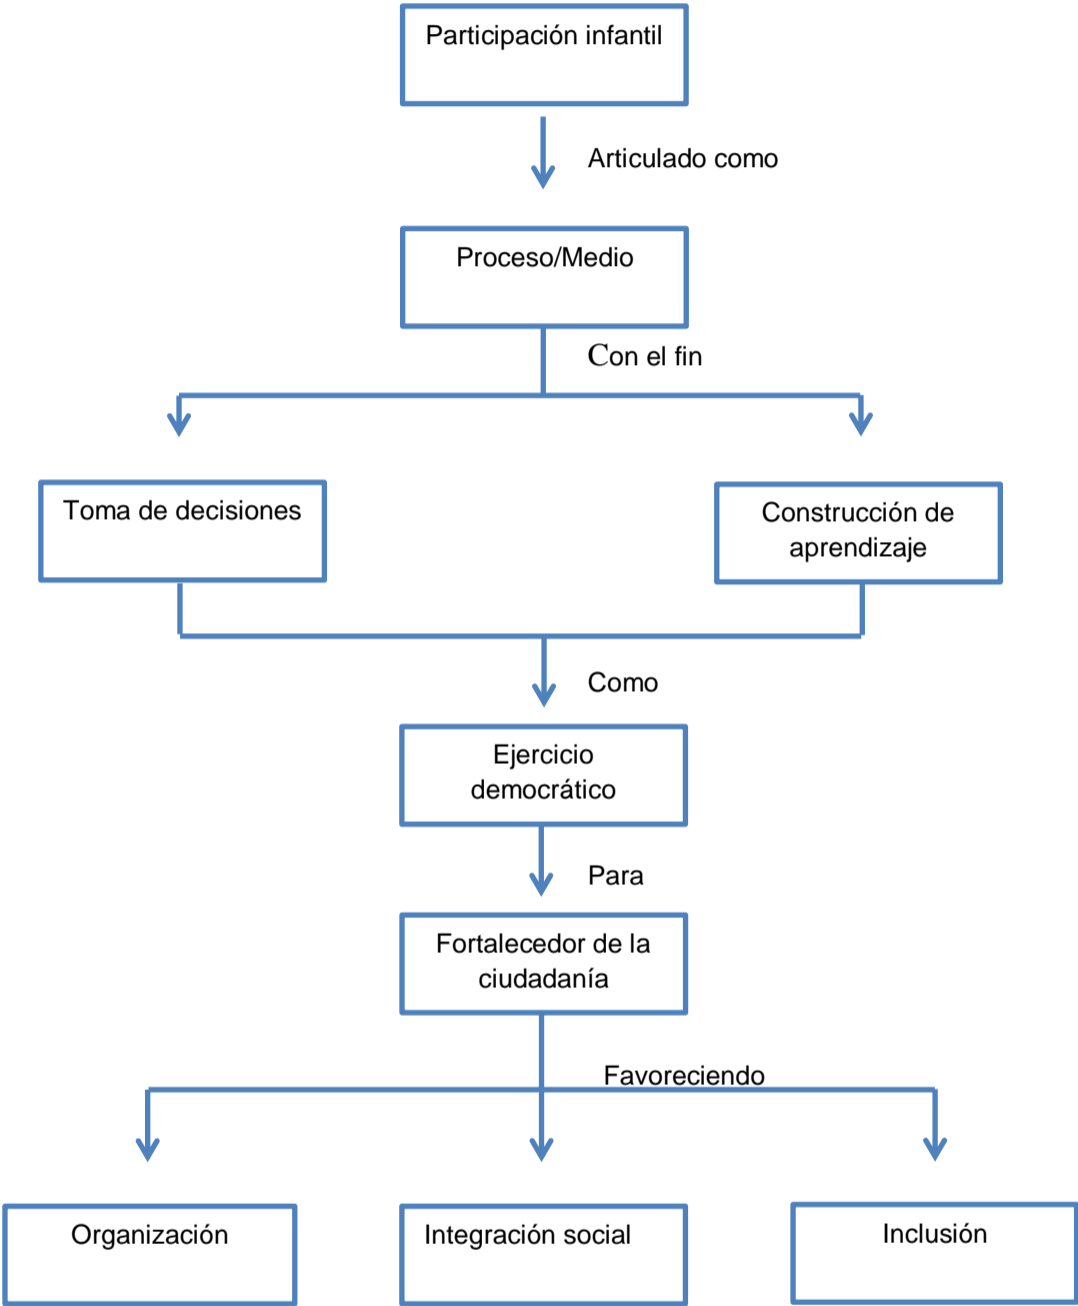 Participación infantil
Articulado como
Proceso/Medio
Con el fin
Toma de decisiones
Construcción de
aprendizaje
Como
Ejercicio
democrático
Para
Fortalecedor de la
ciudadanía
Favoreciendo
Organización
Integración social
Inclusión